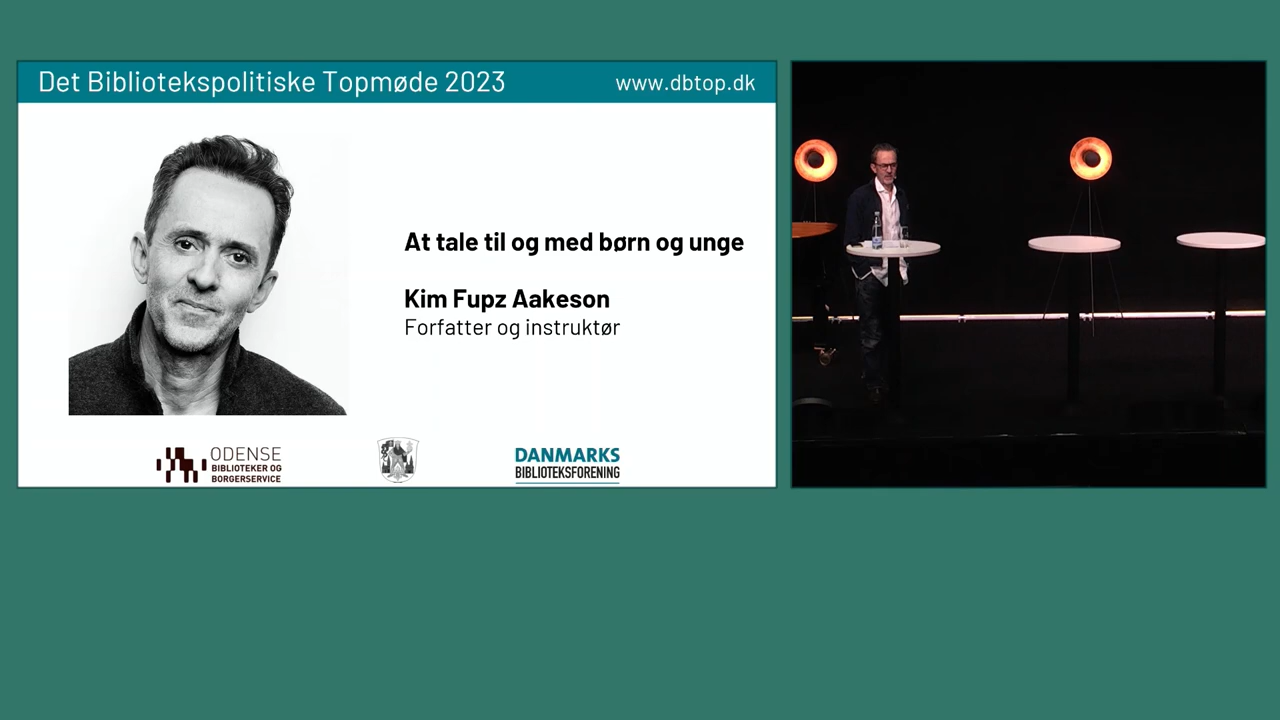 Det Bibliotekspolitiske Topmøde 2023
www.dbtop.dk
At tale til og med børn og unge
Kim Fupz Aakeson
Forfatter og instruktør
ODENSE
BIBLIOTEKER OG
BORGERSERVICE
DANMARKS
BIBLIOTEKSFORENING